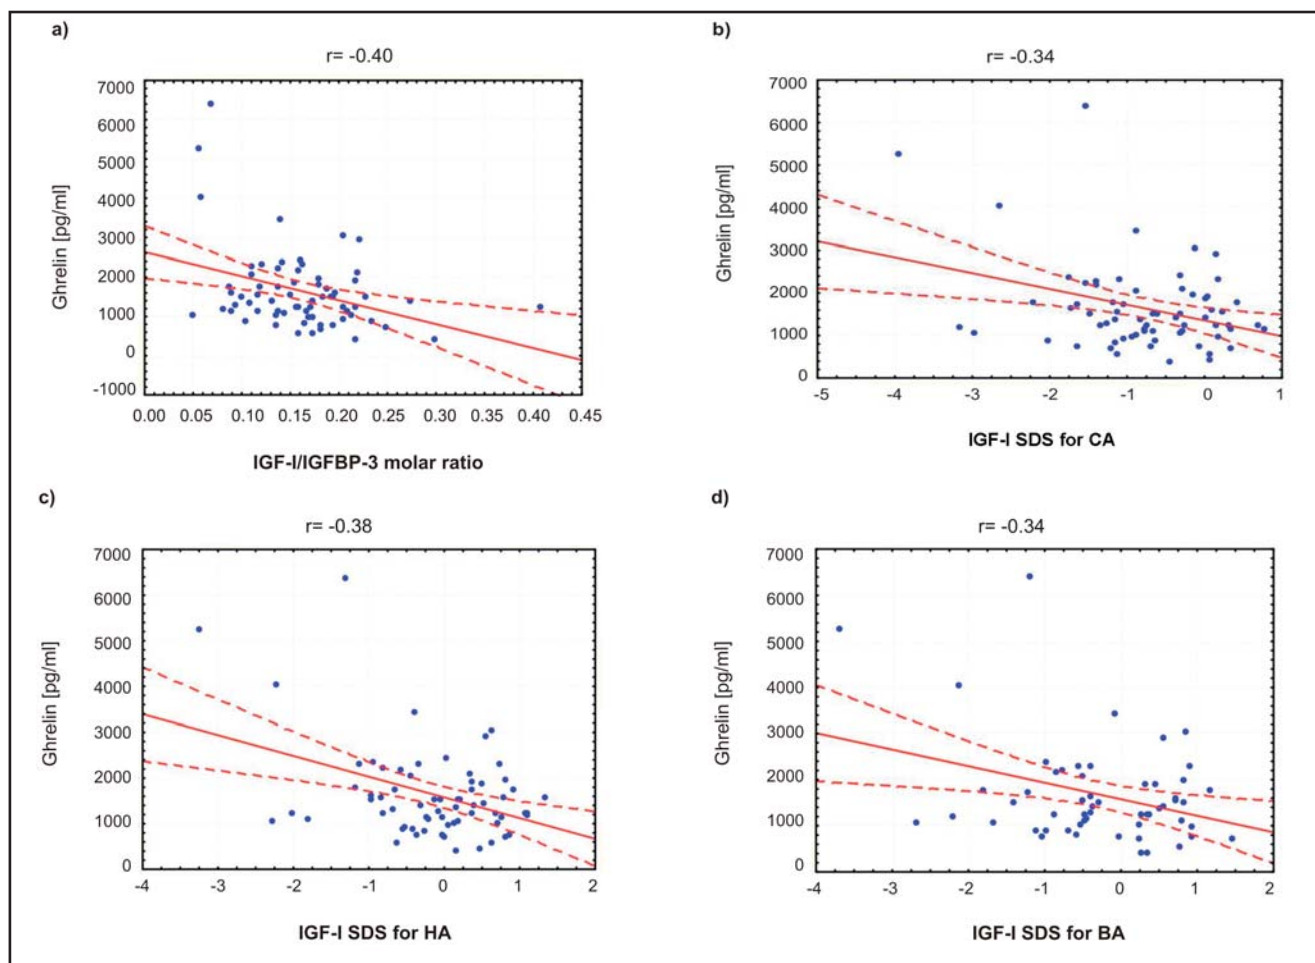 a)
r= -0.40
7000
6000
5000
4000
3000
2000
1000
0
-1000
Ghrelin [pg/ml]
0.00 0.05 0.10 0.15 0.20 0.25 0.30 0.35 0.40 0.45
IGF-I/IGFBP-3 molar ratio
b)
r= -0.34
7000
6000
5000
4000
3000
2000
1000
0
Ghrelin [pg/ml]
-5 -4 -3 -2 -1 0 1
IGF-I SDS for CA
c)
r= -0.38
7000
6000
5000
4000
3000
2000
1000
0
Ghrelin [pg/ml]
-4 -3 -2 -1 0 1 2
IGF-I SDS for HA
d)
r= -0.34
7000
6000
5000
4000
3000
2000
1000
0
Ghrelin [pg/ml]
-4 -3 -2 -1 0 1 2
IGF-I SDS for BA